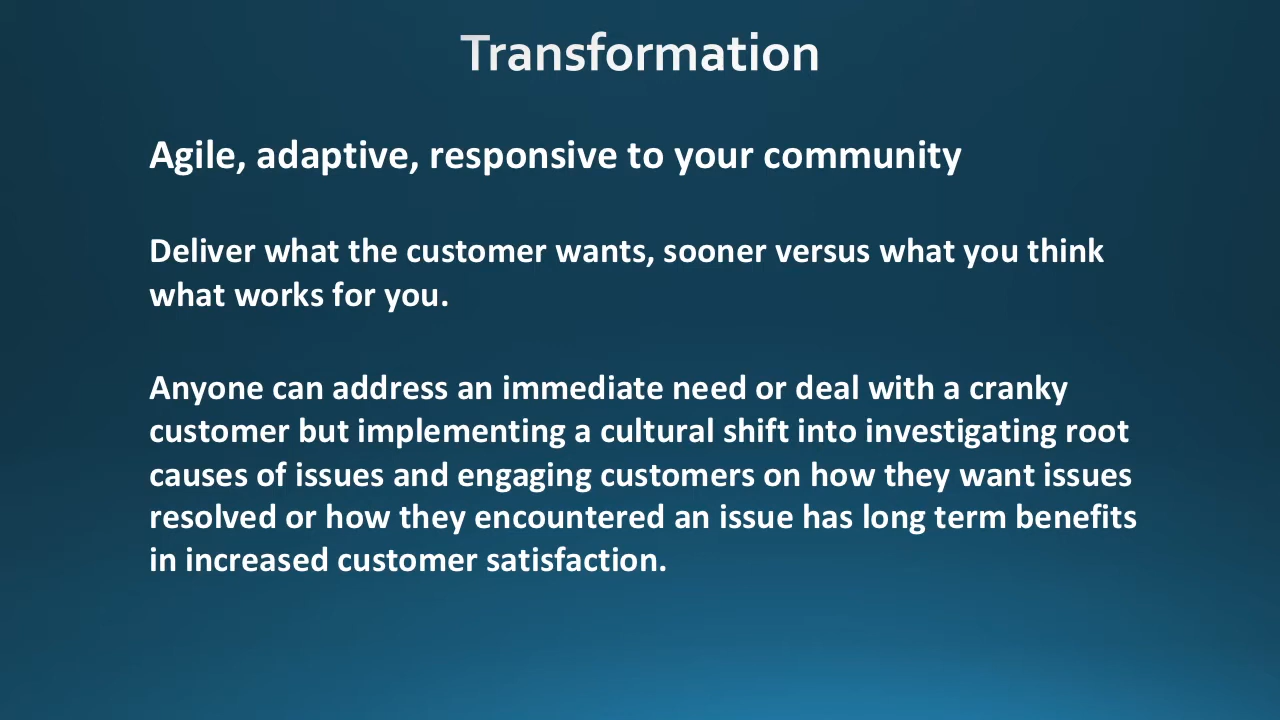 Transformation
Agile, adaptive, responsive to your community
Deliver what the customer wants, sooner versus what you think
what works for you.
Anyone can address an immediate need or deal with a cranky
customer but implementing a cultural shift into investigating root
causes of issues and engaging customers on how they want issues
resolved or how they encountered an issue has long term benefits
in increased customer satisfaction.